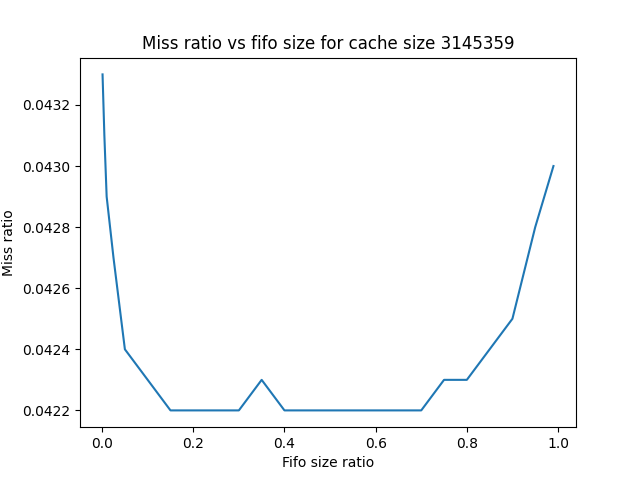 Miss ratio vs fifo size for cache size 3145359
Miss ratio
0.0432
0.0430
0.0428
0.0426
0.0424
0.0422
0.0 0.2 0.4 0.6 0.8 1.0
Fifo size ratio